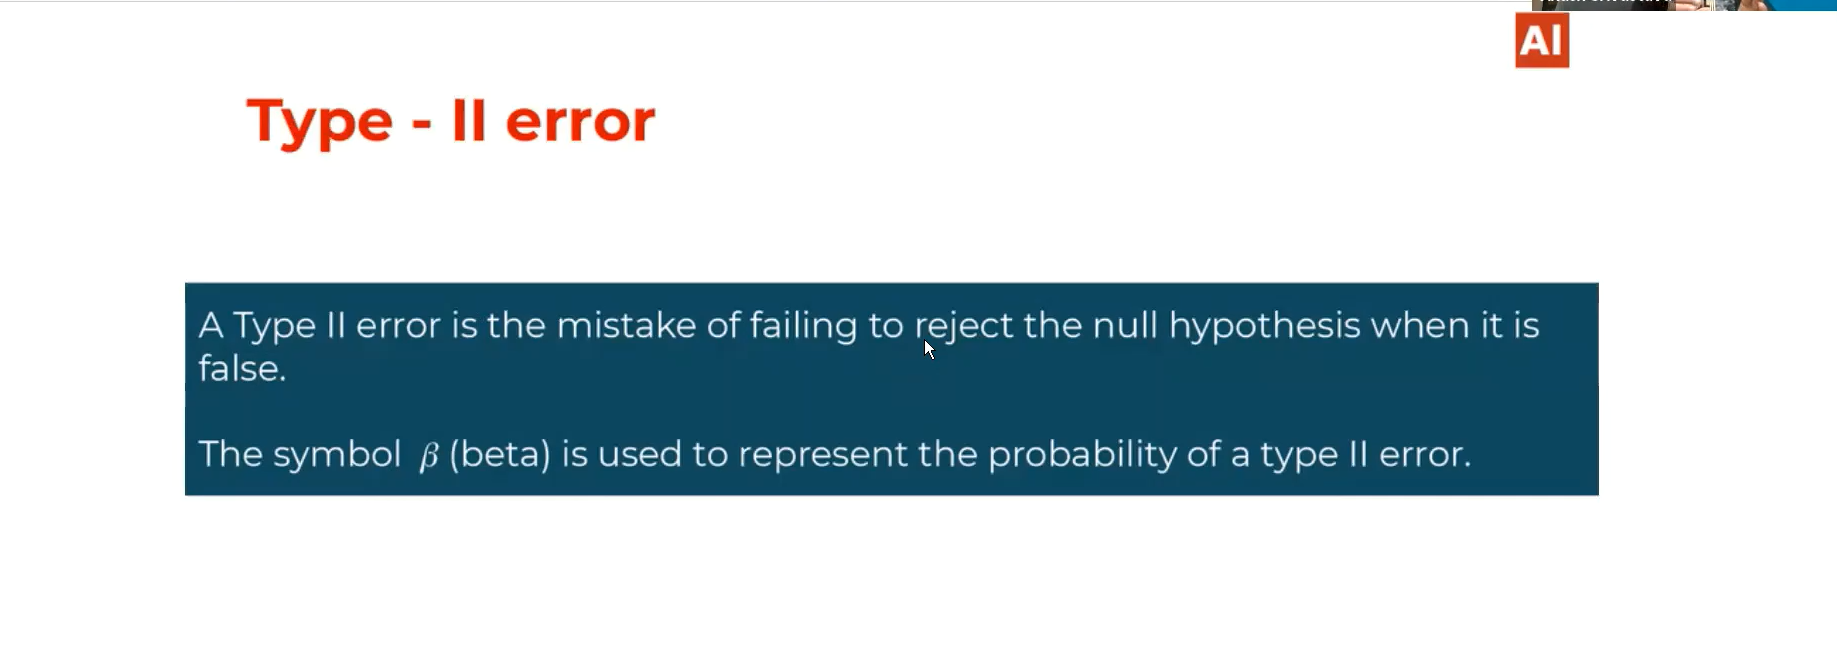 AI
Type - II error
A Type II error is the mistake of failing to reject the null hypothesis when it is
false.
The symbol β (beta) is used to represent the probability of a type II error.